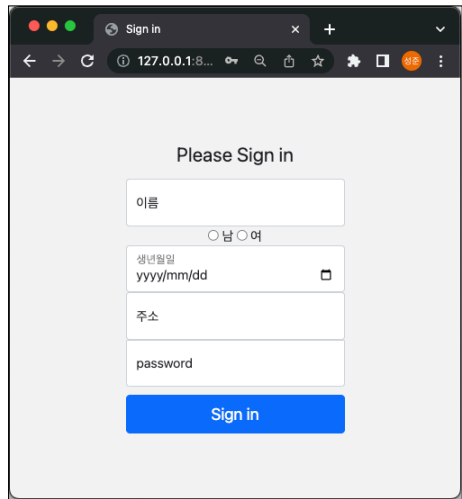 Sign in
127.0.0.1:8...
성준
Please Sign in
이름
남 여
생년월일
yyyy/mm/dd
주소
password
Sign in